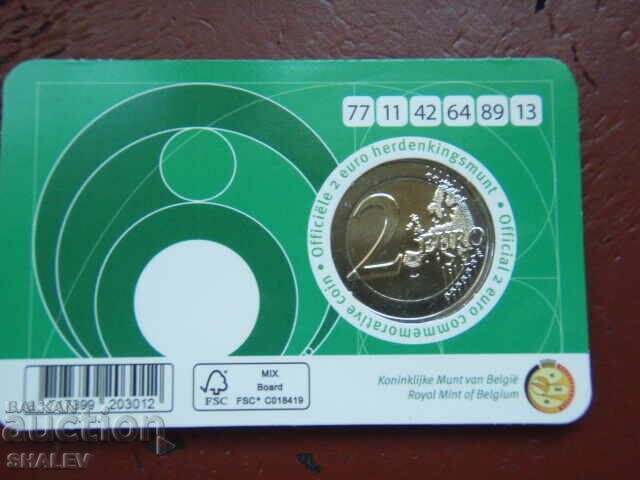 77 11 42 64 89 13
Officiële 2 euro herdenkingsmunt • Official 2 euro commemorative coin •
2 EURO
MIX
Board
FSC
FSC® C018419
203012
Koninklijke Munt van België
Royal Mint of Belgium
BALKAN
auction
SHALEV